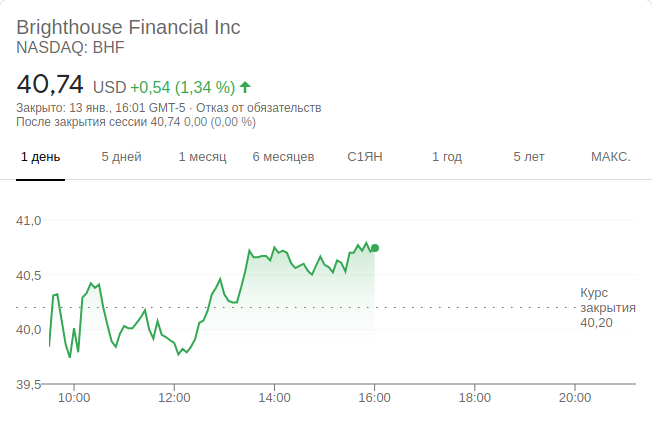 Brighthouse Financial Inc
NASDAQ: BHF
40,74 USD +0,54 (1,34 %)
Закрыто: 13 янв., 16:01 GMT-5 · Отказ от обязательств
После закрытия сессии 40,74 0,00 (0,00 %)
1 день 5 дней 1 месяц 6 месяцев С1ЯН 1 год 5 лет МАКС.
41,0
40,5
Курс
закрытия
40,20
40,0
39,5
10:00 12:00 14:00 16:00 18:00 20:00